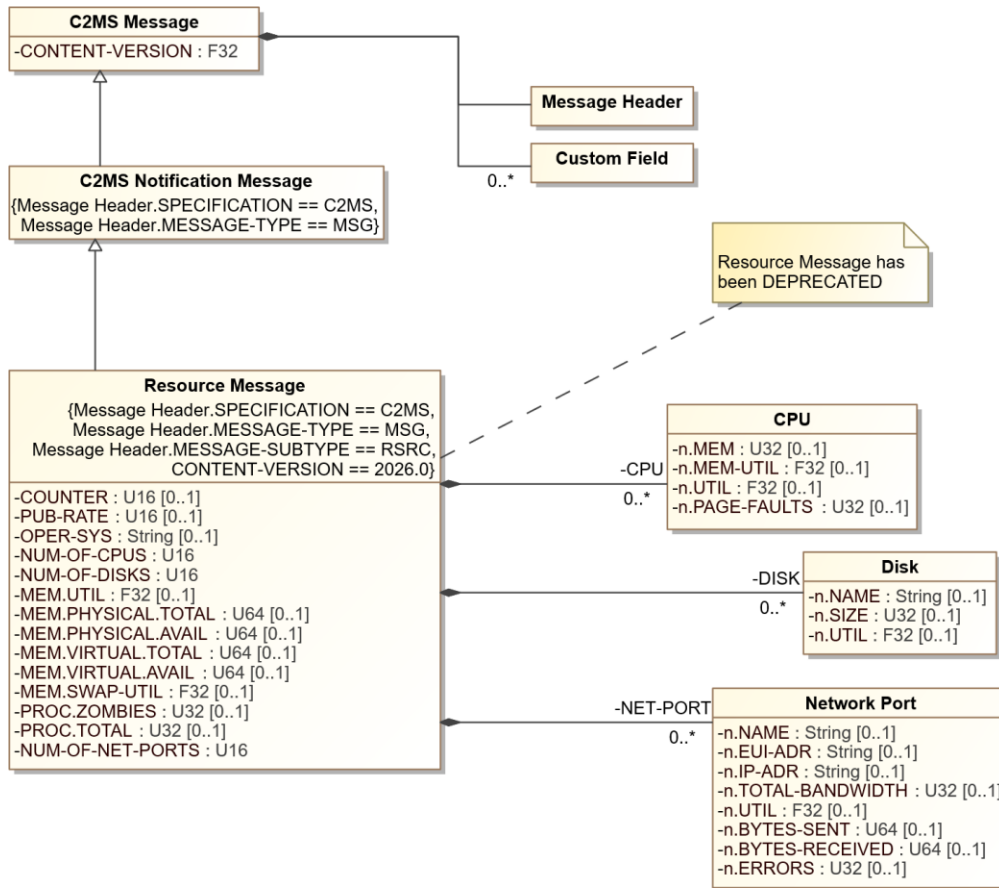 C2MS Message
-CONTENT-VERSION : F32
Message Header
Custom Field
0..*
C2MS Notification Message
{Message Header.SPECIFICATION == C2MS,
Message Header.MESSAGE-TYPE == MSG}
Resource Message has
been DEPRECATED
Resource Message
{Message Header.SPECIFICATION == C2MS,
Message Header.MESSAGE-TYPE == MSG,
Message Header.MESSAGE-SUBTYPE == RSRC,
CONTENT-VERSION == 2026.0}
-COUNTER : U16 [0..1]
-PUB-RATE : U16 [0..1]
-OPER-SYS : String [0..1]
-NUM-OF-CPUS : U16
-NUM-OF-DISKS : U16
-MEM.UTIL : F32 [0..1]
-MEM.PHYSICAL.TOTAL : U64 [0..1]
-MEM.PHYSICAL.AVAIL : U64 [0..1]
-MEM.VIRTUAL.TOTAL : U64 [0..1]
-MEM.VIRTUAL.AVAIL : U64 [0..1]
-MEM.SWAP-UTIL : F32 [0..1]
-PROC.ZOMBIES : U32 [0..1]
-PROC.TOTAL : U32 [0..1]
-NUM-OF-NET-PORTS : U16
-CPU
0..*
CPU
-n.MEM : U32 [0..1]
-n.MEM-UTIL : F32 [0..1]
-n.UTIL : F32 [0..1]
-n.PAGE-FAULTS : U32 [0..1]
-DISK
0..*
Disk
-n.NAME : String [0..1]
-n.SIZE : U32 [0..1]
-n.UTIL : F32 [0..1]
-NET-PORT
0..*
Network Port
-n.NAME : String [0..1]
-n.EUI-ADR : String [0..1]
-n.IP-ADR : String [0..1]
-n.TOTAL-BANDWIDTH : U32 [0..1]
-n.UTIL : F32 [0..1]
-n.BYTES-SENT : U64 [0..1]
-n.BYTES-RECEIVED : U64 [0..1]
-n.ERRORS : U32 [0..1]